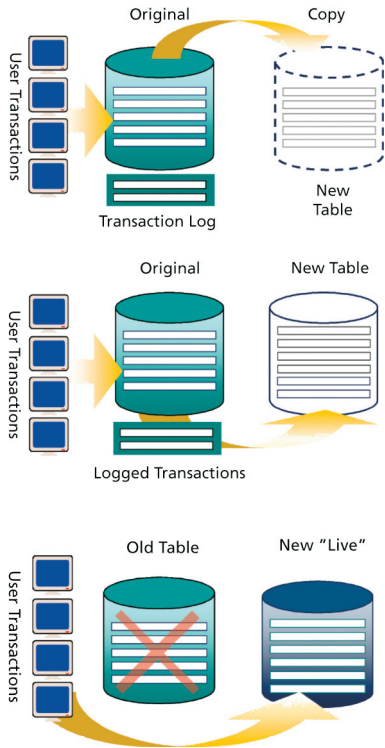 Original
Copy
User Transactions
New
Table
Transaction Log
Original
New Table
User Transactions
Logged Transactions
Old Table
New "Live"
User Transactions